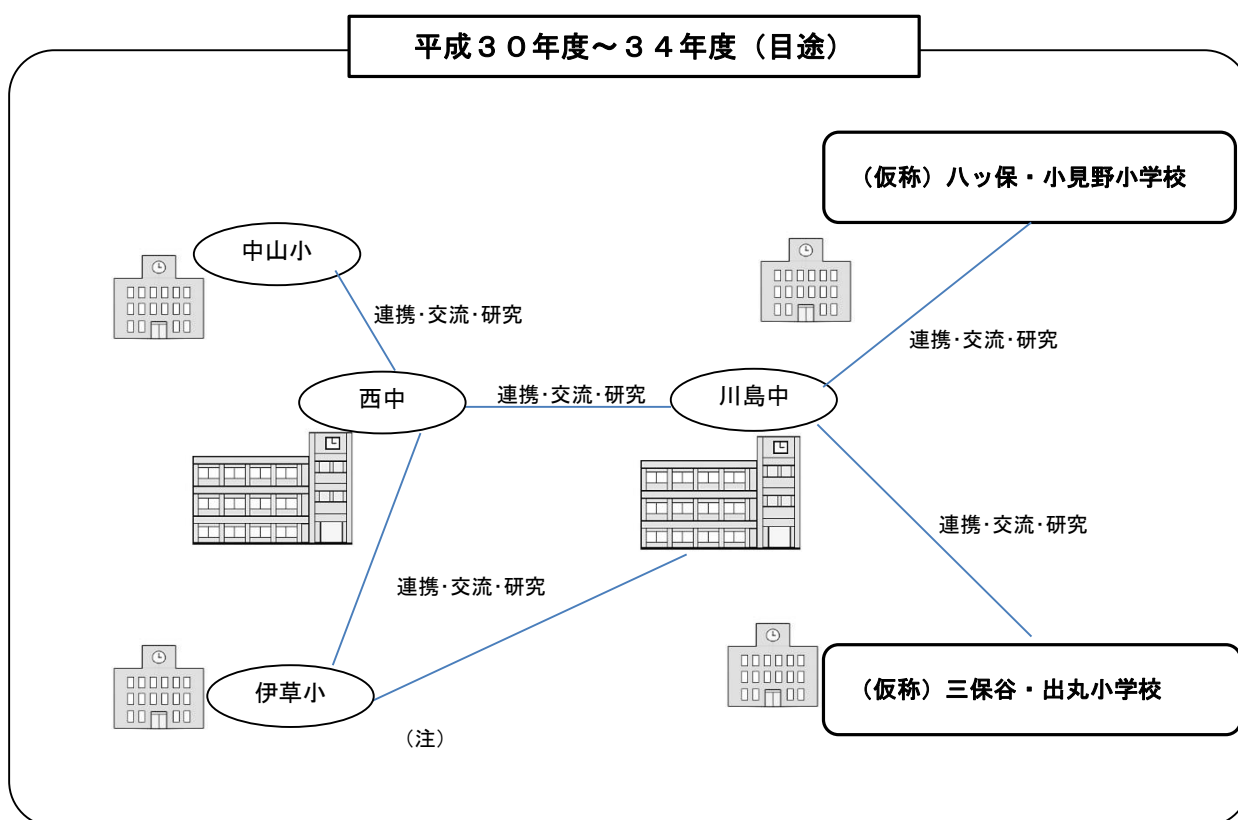 平成３０年度～３４年度（目途）
（仮称）八ッ保・小見野小学校
中山小
連携･交流･研究
連携･交流･研究
西中
連携･交流･研究
川島中
連携･交流･研究
連携･交流･研究
伊草小
（仮称）三保谷・出丸小学校
（注）